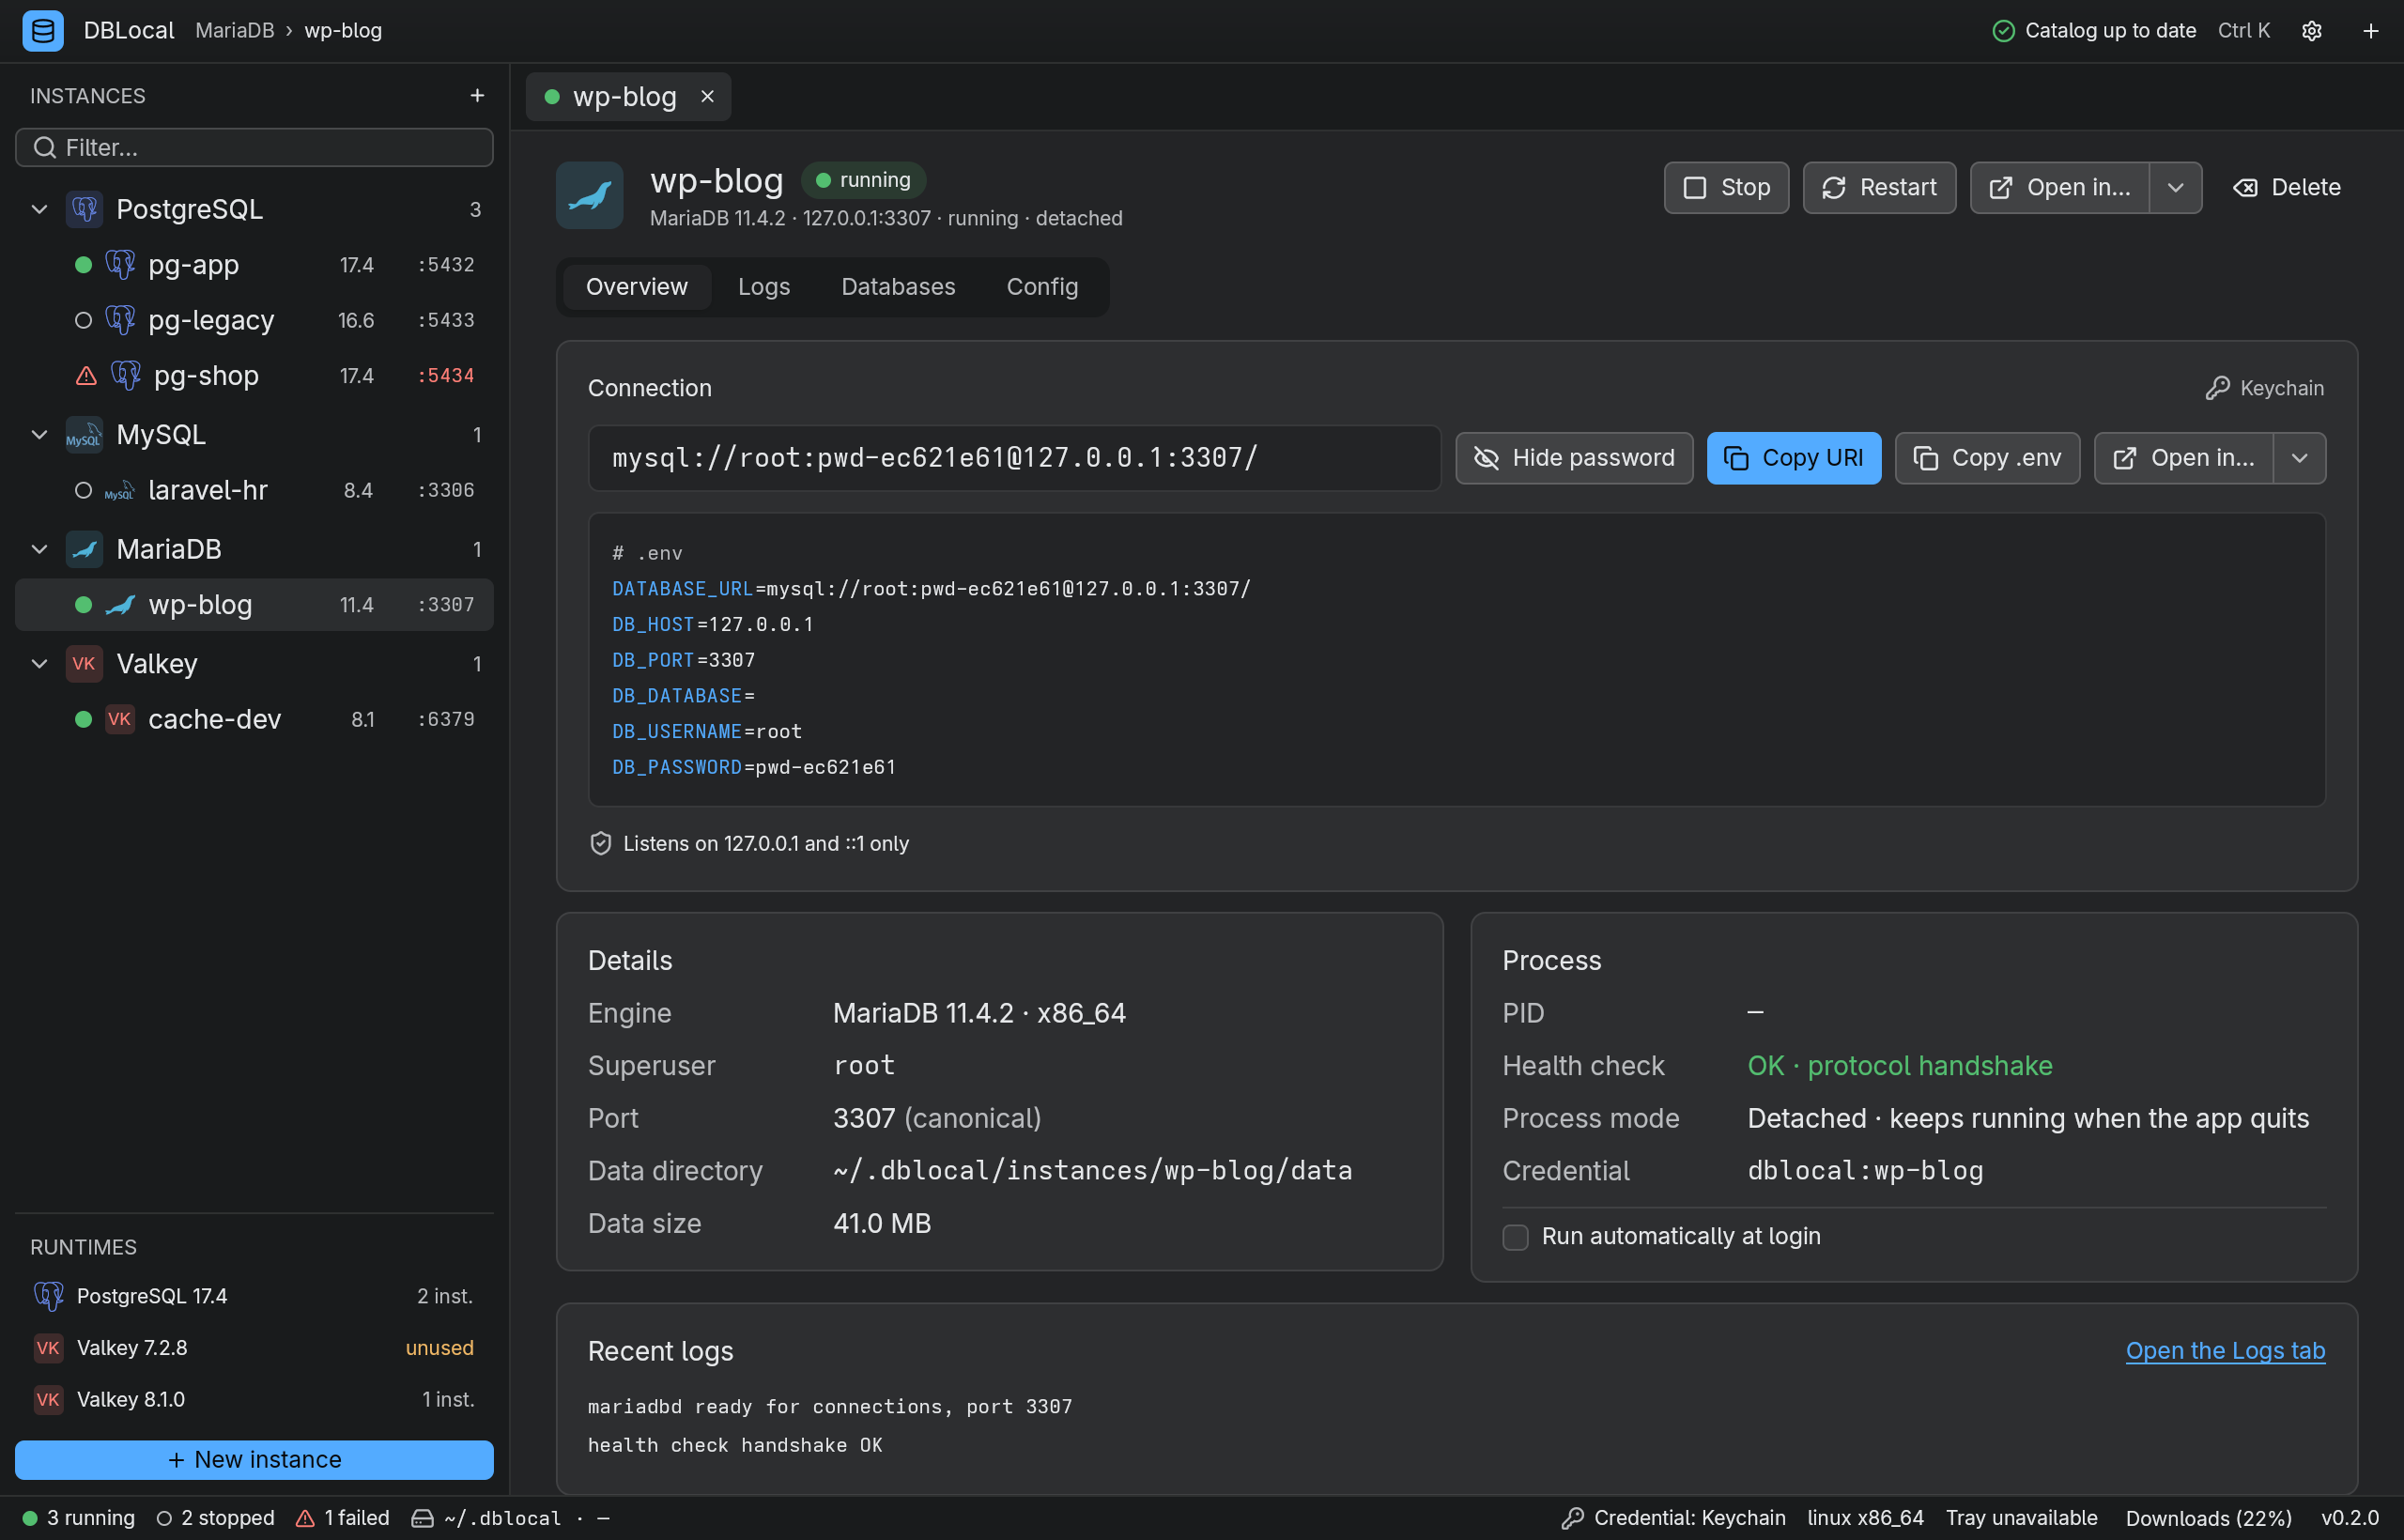 DBLocal MariaDB › wp-blog Catalog up to date Ctrl K
INSTANCES
Filter...
PostgreSQL 3
pg-app 17.4 :5432
pg-legacy 16.6 :5433
pg-shop 17.4 :5434
MySQL MySQL 1
MySQL laravel-hr 8.4 :3306
MariaDB 1
wp-blog 11.4 :3307
VK Valkey 1
VK cache-dev 8.1 :6379
RUNTIMES
PostgreSQL 17.4 2 inst.
VK Valkey 7.2.8 unused
VK Valkey 8.1.0 1 inst.
+ New instance
wp-blog ×
wp-blog running
MariaDB 11.4.2 · 127.0.0.1:3307 · running · detached
Stop Restart Open in... Delete
Overview Logs Databases Config
Connection Keychain
mysql://root:pwd-ec621e61@127.0.0.1:3307/ Hide password Copy URI Copy .env Open in...
# .env
DATABASE_URL=mysql://root:pwd-ec621e61@127.0.0.1:3307/
DB_HOST=127.0.0.1
DB_PORT=3307
DB_DATABASE=
DB_USERNAME=root
DB_PASSWORD=pwd-ec621e61
Listens on 127.0.0.1 and ::1 only
Details
Engine MariaDB 11.4.2 · x86_64
Superuser root
Port 3307 (canonical)
Data directory ~/.dblocal/instances/wp-blog/data
Data size 41.0 MB
Process
PID —
Health check OK · protocol handshake
Process mode Detached · keeps running when the app quits
Credential dblocal:wp-blog
Run automatically at login
Recent logs Open the Logs tab
mariadbd ready for connections, port 3307
health check handshake OK
3 running 2 stopped 1 failed ~/.dblocal · — Credential: Keychain linux x86_64 Tray unavailable Downloads (22%) v0.2.0